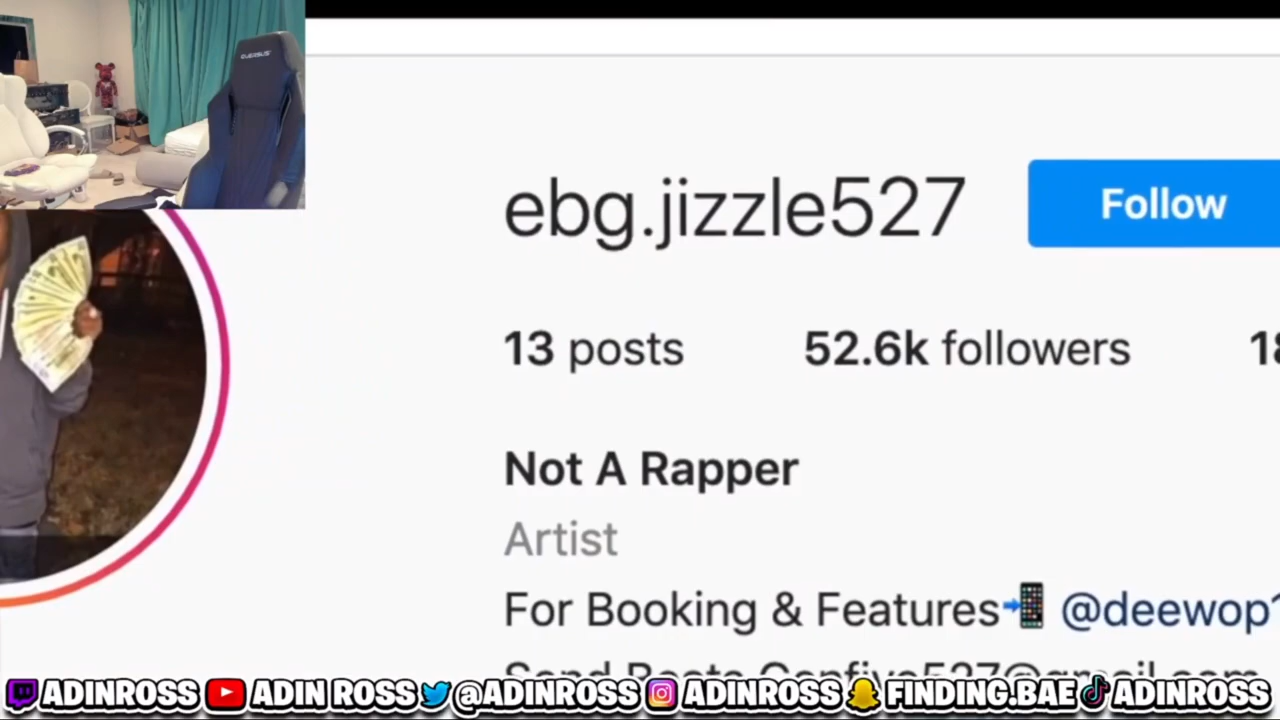 ebg.jizzle527
Follow
13 posts
52.6k followers
Not A Rapper
Artist
For Booking & Features📲 @deewop
ADINROSS ADIN ROSS @ADINROSS ADINROSS FINDING.BAE ADINROSS